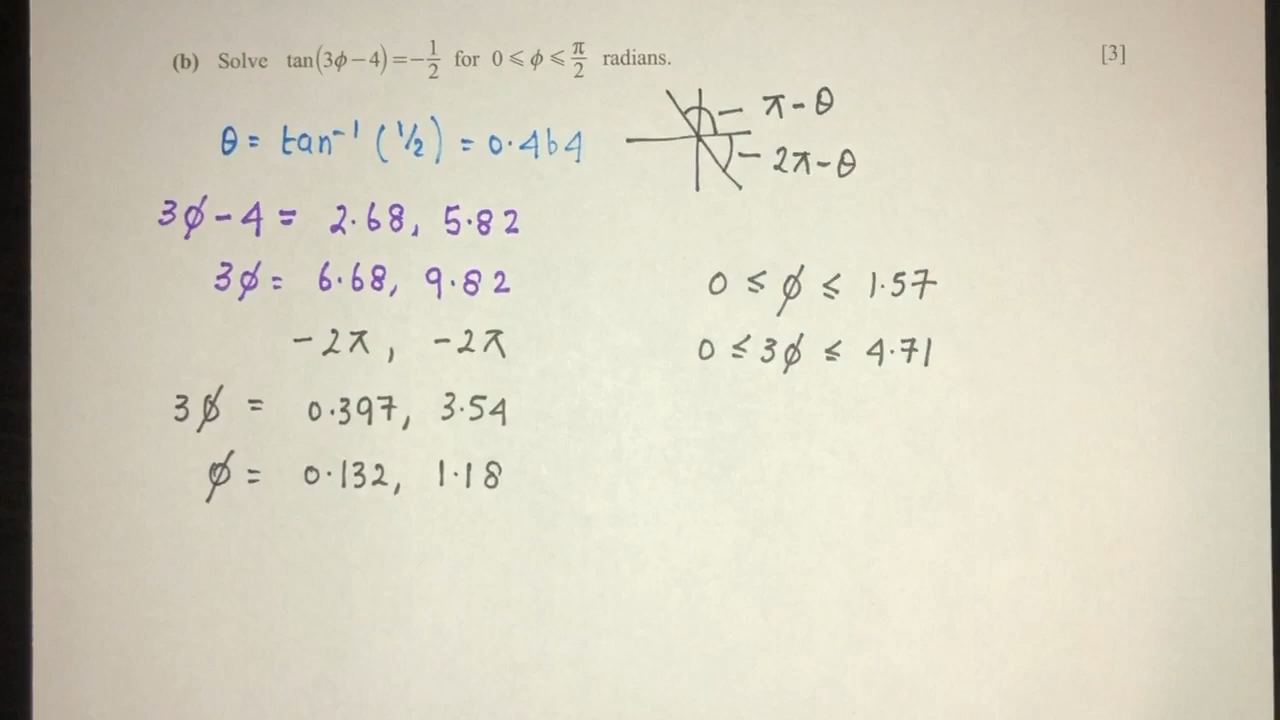 (b) Solve tan(3ϕ−4)=−1/2 for 0⩽ϕ⩽π/2 radians. [3]
θ = tan⁻¹ (½) = 0.464
π-θ
2π-θ
3ϕ-4 = 2.68, 5.82
3ϕ = 6.68, 9.82
-2π, -2π
3ϕ = 0.397, 3.54
ϕ = 0.132, 1.18
0 ≤ ϕ ≤ 1.57
0 ≤ 3ϕ ≤ 4.71